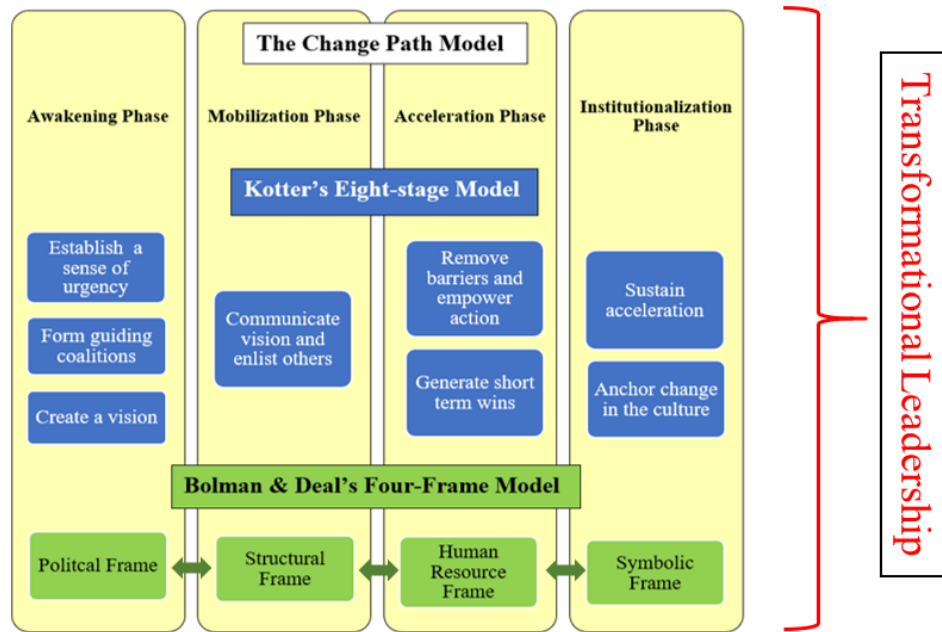 The Change Path Model
Awakening Phase
Mobilization Phase
Acceleration Phase
Institutionalization
Phase
Kotter's Eight-stage Model
Establish a
sense of
urgency
Form guiding
coalitions
Create a vision
Communicate
vision and
enlist others
Remove
barriers and
empower
action
Generate short
term wins
Sustain
acceleration
Anchor change
in the culture
Bolman & Deal's Four-Frame Model
Politcal Frame
Structural
Frame
Human
Resource
Frame
Symbolic
Frame
Transformational Leadership